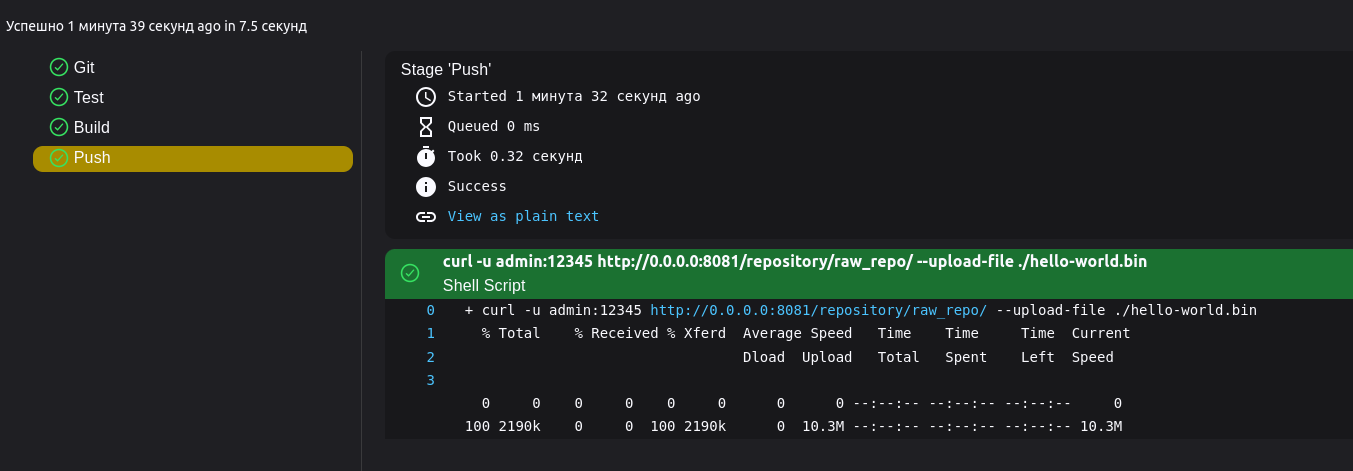 Успешно 1 минута 39 секунд ago in 7.5 секунд
Git
Test
Build
Push
Stage 'Push'
Started 1 минута 32 секунд ago
Queued 0 ms
Took 0.32 секунд
Success
View as plain text
curl -u admin:12345 http://0.0.0.0:8081/repository/raw_repo/ --upload-file ./hello-world.bin
Shell Script
0 + curl -u admin:12345 http://0.0.0.0:8081/repository/raw_repo/ --upload-file ./hello-world.bin
1 % Total % Received % Xferd Average Speed Time Time Time Current
2 Dload Upload Total Spent Left Speed
3
0 0 0 0 0 0 0 0 --:--:-- --:--:-- --:--:-- 0
100 2190k 0 0 100 2190k 0 10.3M --:--:-- --:--:-- --:--:-- 10.3M